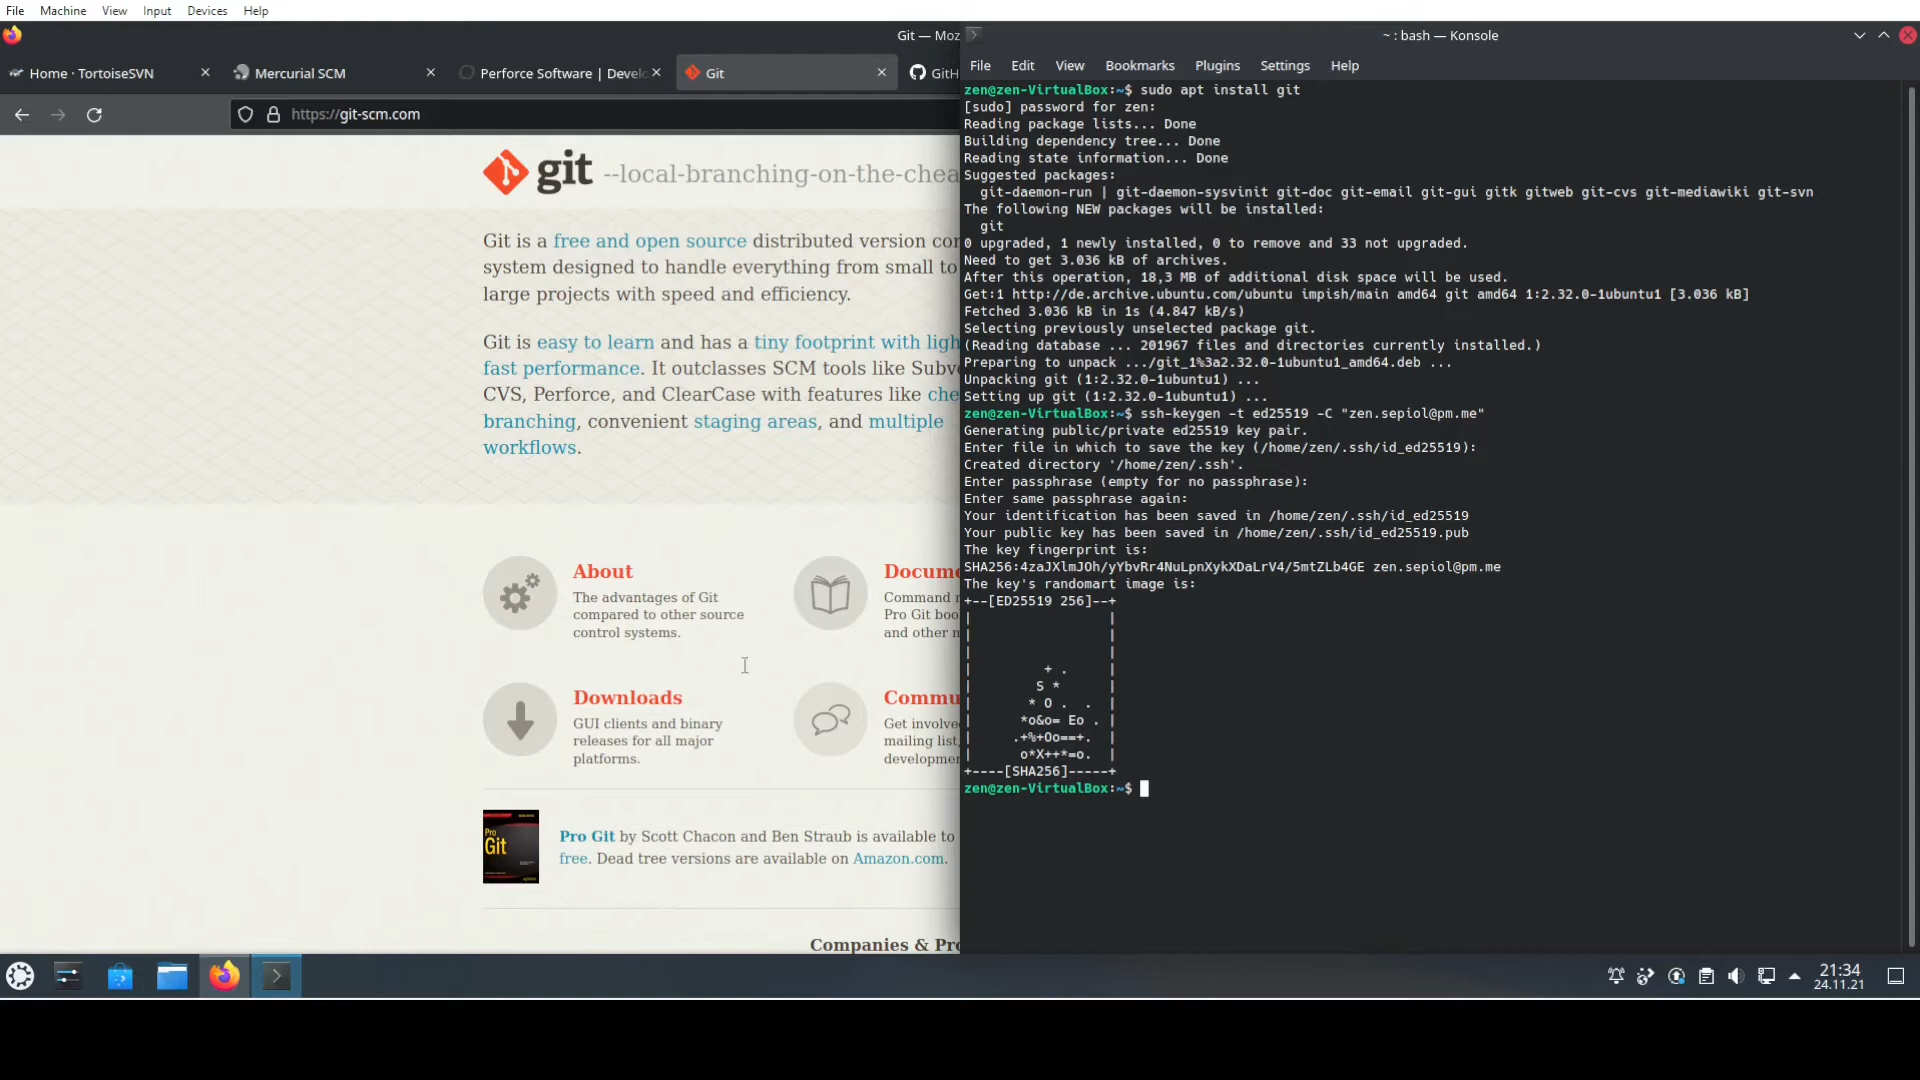 File Machine View Input Devices Help
Git — Moz
Home · TortoiseSVN
Mercurial SCM
Perforce Software | Develo
Git
GitH
https://git-scm.com
git --local-branching-on-the-chea
Git is a free and open source distributed version con
system designed to handle everything from small to
large projects with speed and efficiency.
Git is easy to learn and has a tiny footprint with ligh
fast performance. It outclasses SCM tools like Subve
CVS, Perforce, and ClearCase with features like che
branching, convenient staging areas, and multiple
workflows.
About
The advantages of Git
compared to other source
control systems.
Docume
Command r
Pro Git boo
and other m
Downloads
GUI clients and binary
releases for all major
platforms.
Commu
Get involve
mailing list,
developmen
Pro
Git
Pro Git by Scott Chacon and Ben Straub is available to
free. Dead tree versions are available on Amazon.com.
Companies & Pro
~ : bash — Konsole
File Edit View Bookmarks Plugins Settings Help
zen@zen-VirtualBox:~$ sudo apt install git
[sudo] password for zen:
Reading package lists... Done
Building dependency tree... Done
Reading state information... Done
Suggested packages:
  git-daemon-run | git-daemon-sysvinit git-doc git-email git-gui gitk gitweb git-cvs git-mediawiki git-svn
The following NEW packages will be installed:
  git
0 upgraded, 1 newly installed, 0 to remove and 33 not upgraded.
Need to get 3.036 kB of archives.
After this operation, 18,3 MB of additional disk space will be used.
Get:1 http://de.archive.ubuntu.com/ubuntu impish/main amd64 git amd64 1:2.32.0-1ubuntu1 [3.036 kB]
Fetched 3.036 kB in 1s (4.847 kB/s)
Selecting previously unselected package git.
(Reading database ... 201967 files and directories currently installed.)
Preparing to unpack .../git_1%3a2.32.0-1ubuntu1_amd64.deb ...
Unpacking git (1:2.32.0-1ubuntu1) ...
Setting up git (1:2.32.0-1ubuntu1) ...
zen@zen-VirtualBox:~$ ssh-keygen -t ed25519 -C "zen.sepiol@pm.me"
Generating public/private ed25519 key pair.
Enter file in which to save the key (/home/zen/.ssh/id_ed25519):
Created directory '/home/zen/.ssh'.
Enter passphrase (empty for no passphrase):
Enter same passphrase again:
Your identification has been saved in /home/zen/.ssh/id_ed25519
Your public key has been saved in /home/zen/.ssh/id_ed25519.pub
The key fingerprint is:
SHA256:4zaJXlmJOh/yYbvRr4NuLpnXykXDaLrV4/5mtZLb4GE zen.sepiol@pm.me
The key's randomart image is:
+--[ED25519 256]--+
|                 |
|                 |
|                 |
|         + .     |
|        S *      |
|       * O .  .  |
|      *o&o= Eo . |
|     .+%+Oo==+.  |
|      o*X++*=o.  |
+----[SHA256]-----+
zen@zen-VirtualBox:~$
21:34
24.11.21